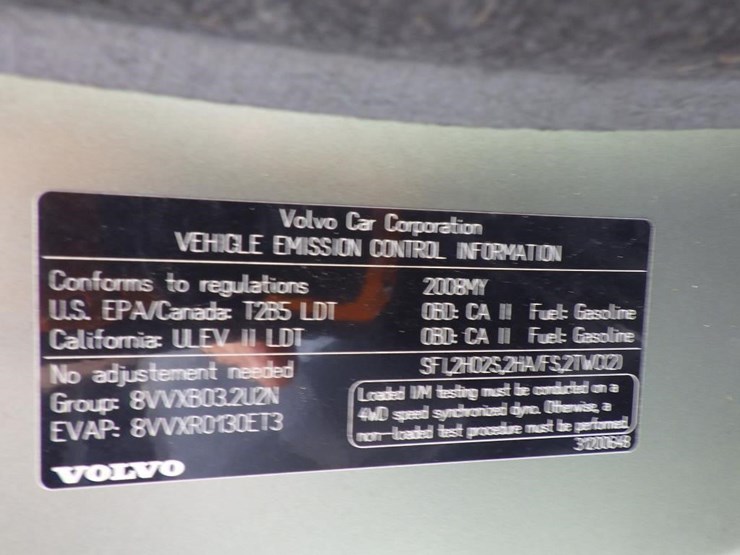 Volvo Car Corporation
VEHICLE EMISSION CONTROL INFORMATION
Conforms to regulations 2008MY
U.S. EPA/Canada: T2B5 LDT OBD: CA II Fuel: Gasoline
California: ULEV II LDT OBD: CA II Fuel: Gasoline
No adjustement needed SFI,2HO2S,2HA/FS,2TWC(2)
Group: 8VVXB03.2U2N
EVAP: 8VVXR0130ET3
Loaded I/M testing must be conducted on a
4WD speed synchronized dyno. Otherwise, a
non-loaded test procedure must be performed.
31200648
VOLVO